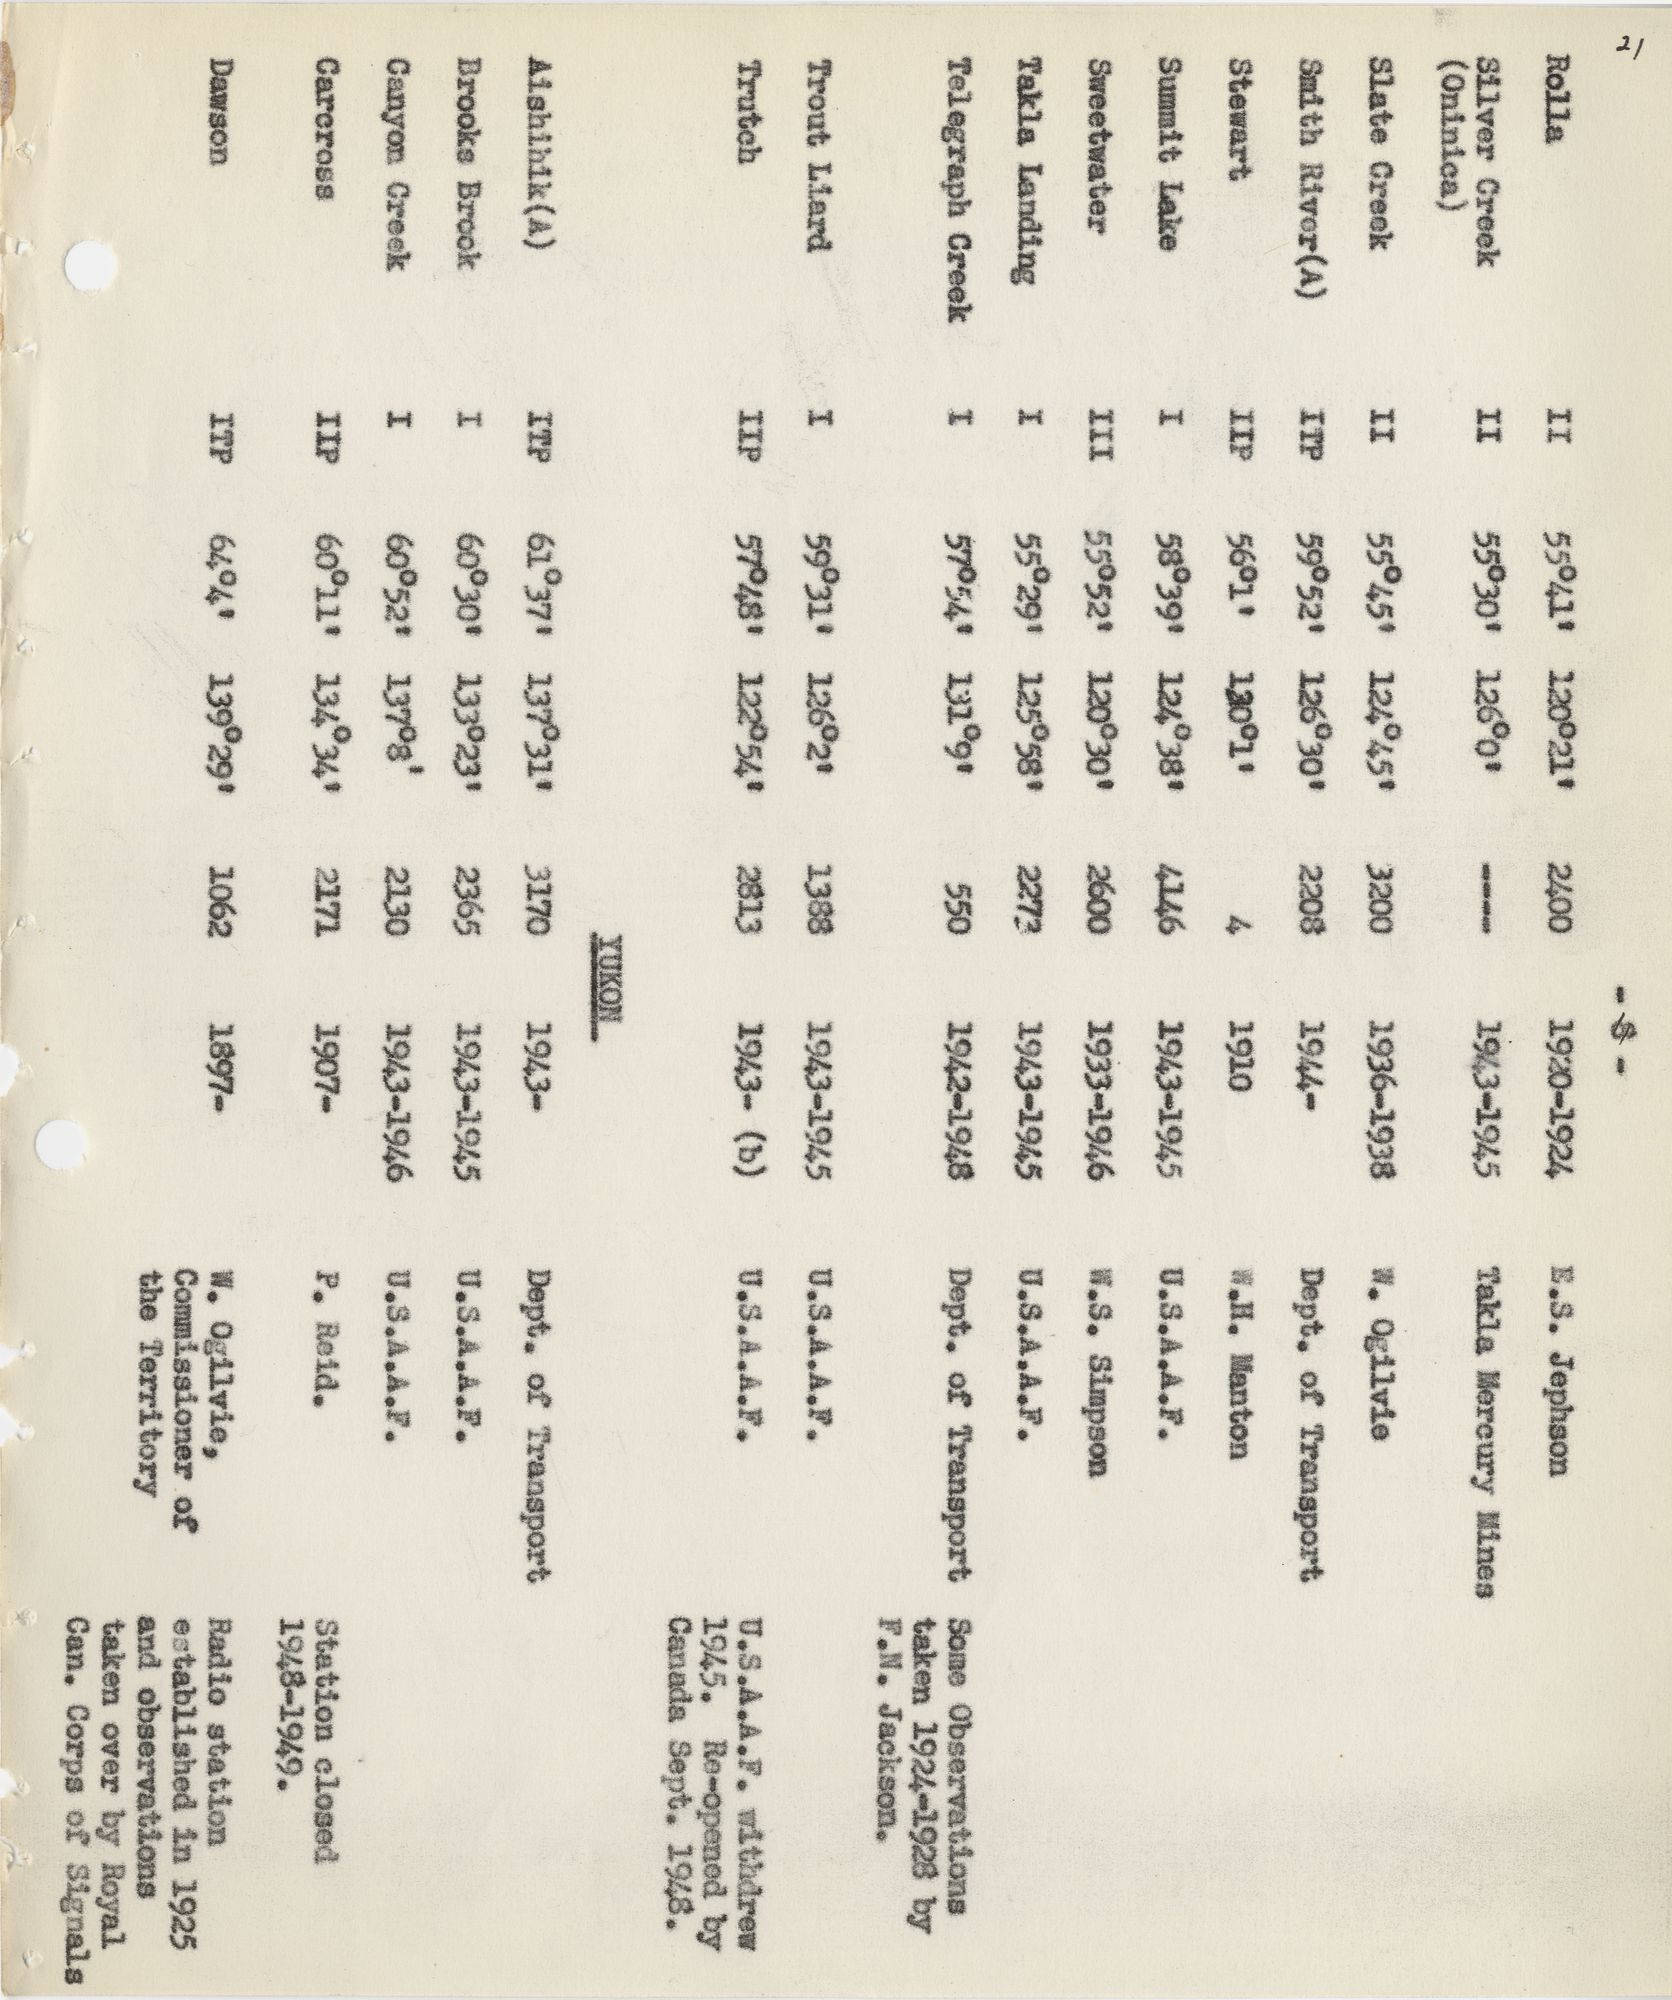 21
- 8 -
Rolla II 55°41' 120°21' 2400 1920-1924 E.S. Jephson
Silver Creek II 55°30' 126°0' ---- 1943-1945 Takla Mercury Mines
(Oninica)
Slate Creek II 55°45' 124°45' 3200 1936-1938 W. Ogilvie
Smith River(A) ITP 59°52' 126°30' 2208 1944- Dept. of Transport
Stewart IIP 56°1' 130°1' 4 1910 W.H. Manton
Summit Lake I 58°39' 124°38' 4146 1943-1945 U.S.A.A.F.
Sweetwater III 55°52' 120°30' 2600 1933-1946 W.S. Simpson
Takla Landing I 55°29' 125°58' 2273 1943-1945 U.S.A.A.F.
Telegraph Creek I 57°54' 131°9' 550 1942-1948 Dept. of Transport Some Observations
taken 1924-1928 by
F.N. Jackson.
Trout Liard I 59°31' 126°2' 1388 1943-1945 U.S.A.A.F.
Trutch IIP 57°48' 122°54' 2813 1943- (b) U.S.A.A.F. U.S.A.A.F. withdrew
1945. Re-opened by
Canada Sept. 1948.
YUKON
Aishihik(A) ITP 61°37' 137°31' 3170 1943- Dept. of Transport
Brooks Brook I 60°30' 133°23' 2365 1943-1945 U.S.A.A.F.
Canyon Creek I 60°52' 137°8' 2130 1943-1946 U.S.A.A.F.
Carcross IIP 60°11' 134°34' 2171 1907- P. Reid. Station closed
1948-1949.
Dawson ITP 64°4' 139°29' 1062 1897- W. Ogilvie, Radio station
Commissioner of established in 1925
the Territory and observations
taken over by Royal
Can. Corps of Signals